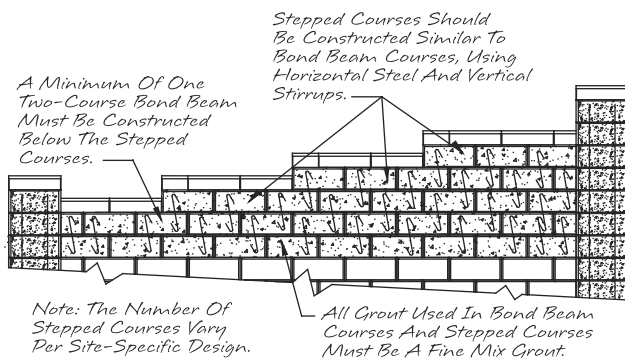 Stepped Courses Should
Be Constructed Similar To
Bond Beam Courses, Using
Horizontal Steel And Vertical
Stirrups.
A Minimum Of One
Two-Course Bond Beam
Must Be Constructed
Below The Stepped
Courses.
Note: The Number Of
Stepped Courses Vary
Per Site-Specific Design.
All Grout Used In Bond Beam
Courses And Stepped Courses
Must Be A Fine Mix Grout.